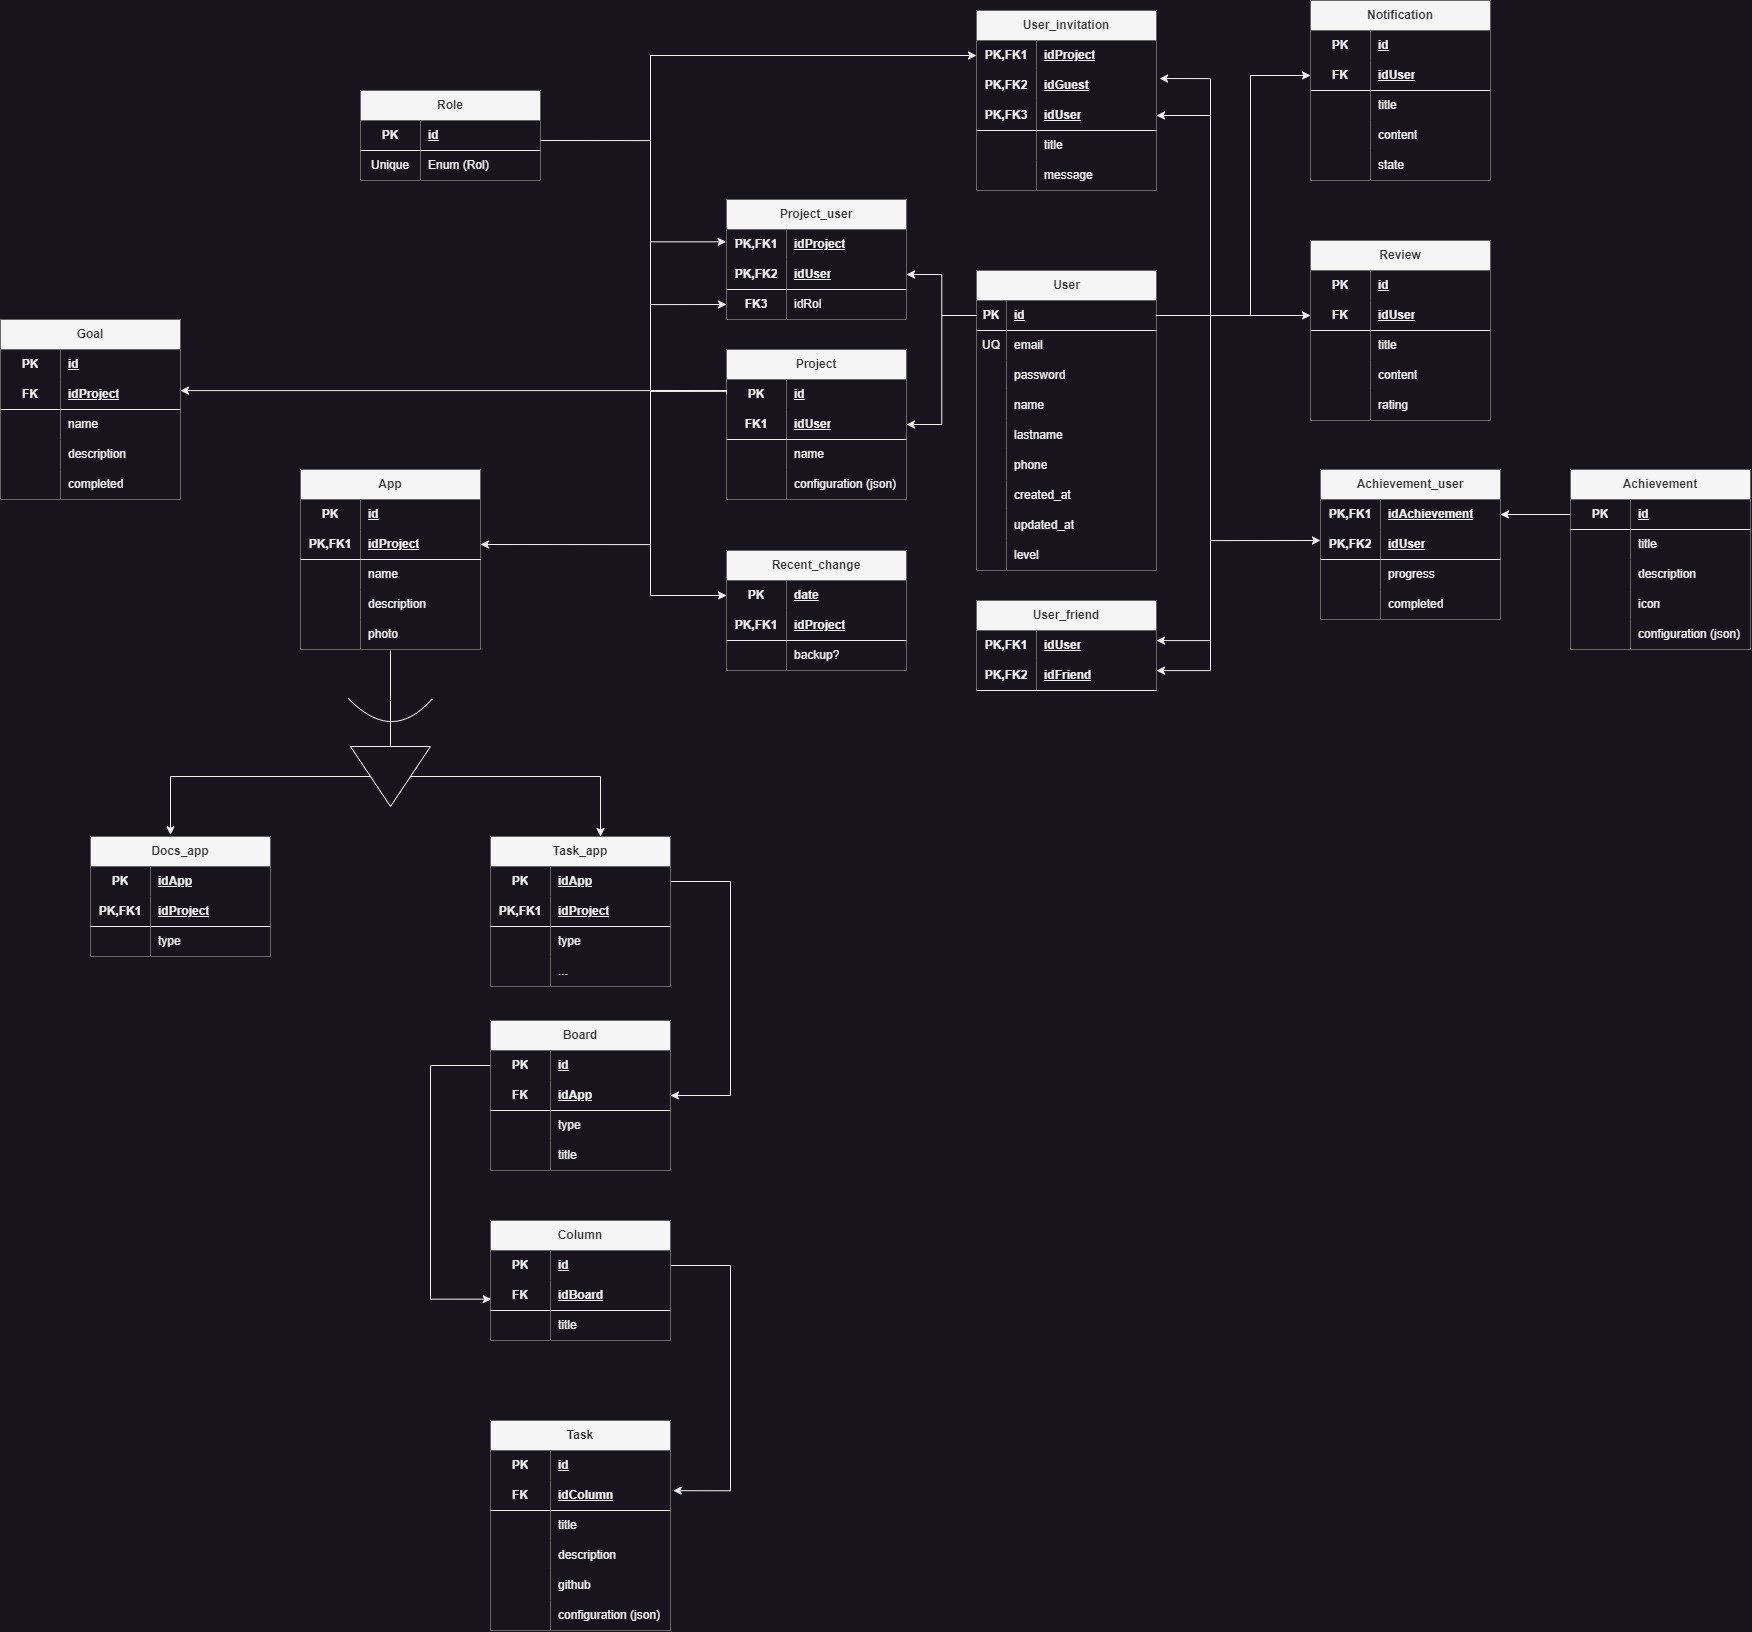 User_invitation
PK,FK1 idProject
PK,FK2 idGuest
PK,FK3 idUser
title
message
Notification
PK id
FK idUser
title
content
state
Role
PK id
Unique Enum (Rol)
Project_user
PK,FK1 idProject
PK,FK2 idUser
FK3 idRol
User
PK id
UQ email
password
name
lastname
phone
created_at
updated_at
level
Review
PK id
FK idUser
title
content
rating
Goal
PK id
FK idProject
name
description
completed
Project
PK id
FK1 idUser
name
configuration (json)
App
PK id
PK,FK1 idProject
name
description
photo
Recent_change
PK date
PK,FK1 idProject
backup?
User_friend
PK,FK1 idUser
PK,FK2 idFriend
Achievement_user
PK,FK1 idAchievement
PK,FK2 idUser
progress
completed
Achievement
PK id
title
description
icon
configuration (json)
Docs_app
PK idApp
PK,FK1 idProject
type
Task_app
PK idApp
PK,FK1 idProject
type
...
Board
PK id
FK idApp
type
title
Column
PK id
FK idBoard
title
Task
PK id
FK idColumn
title
description
github
configuration (json)